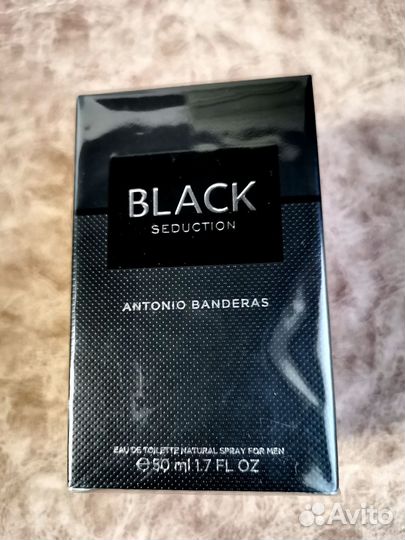 BLACK
SEDUCTION
ANTONIO BANDERAS
EAU DE TOILETTE NATURAL SPRAY FOR MEN
℮50 ml 1.7 FL OZ
Avito